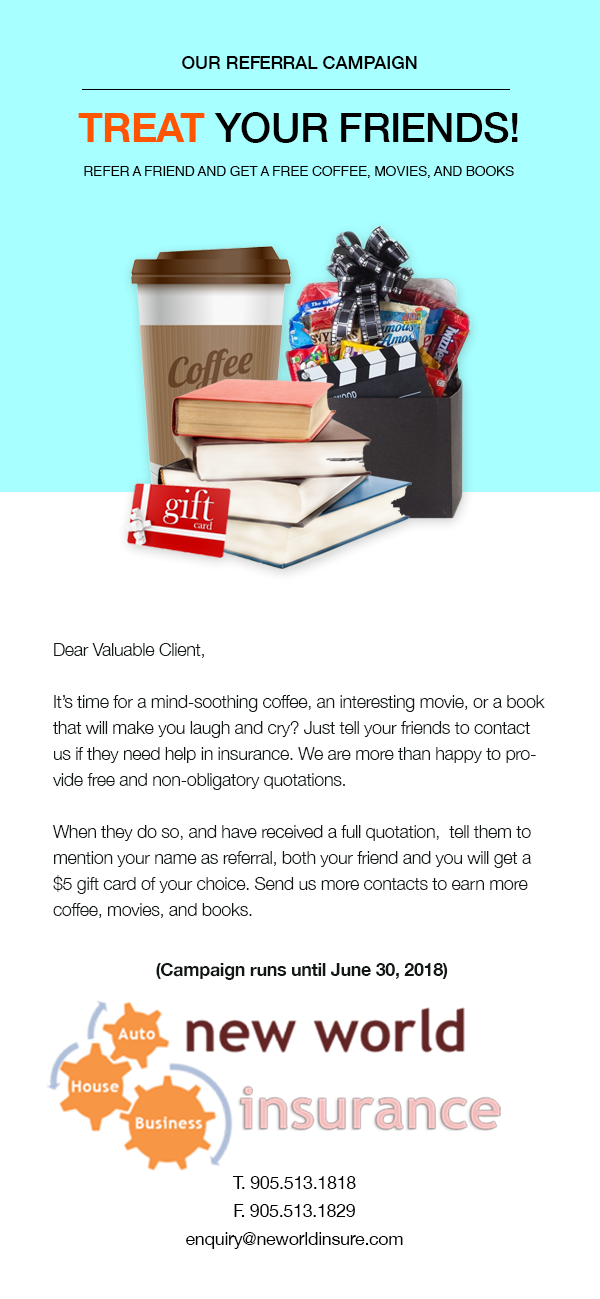 OUR REFERRAL CAMPAIGN
TREAT YOUR FRIENDS!
REFER A FRIEND AND GET A FREE COFFEE, MOVIES, AND BOOKS
Coffee
Famous
Amos
Twizzle
gift
card
Dear Valuable Client,
It's time for a mind-soothing coffee, an interesting movie, or a book
that will make you laugh and cry? Just tell your friends to contact
us if they need help in insurance. We are more than happy to pro-
vide free and non-obligatory quotations.
When they do so, and have received a full quotation,  tell them to
mention your name as referral, both your friend and you will get a
$5 gift card of your choice. Send us more contacts to earn more
coffee, movies, and books.
(Campaign runs until June 30, 2018)
Auto
House
Business
new world
insurance
T. 905.513.1818
F. 905.513.1829
enquiry@neworldinsure.com